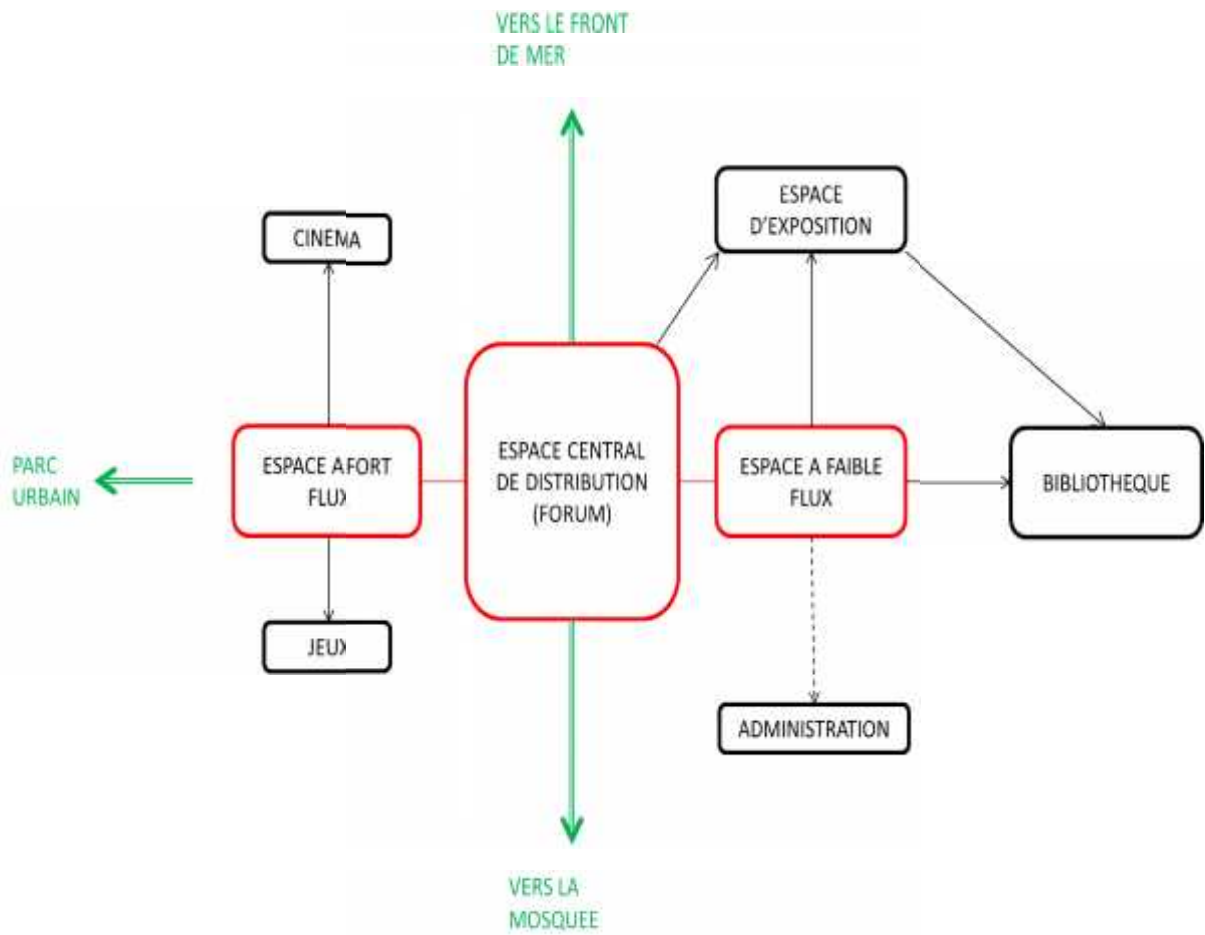 VERS LE FRONT
DE MER
ESPACE
D'EXPOSITION
CINEMA
ESPACE CENTRAL
DE DISTRIBUTION
(FORUM)
ESPACE AFORT
FLUX
ESPACE A FAIBLE
FLUX
PARC
URBAIN
BIBLIOTHEQUE
JEUX
ADMINISTRATION
VERS LA
MOSQUEE